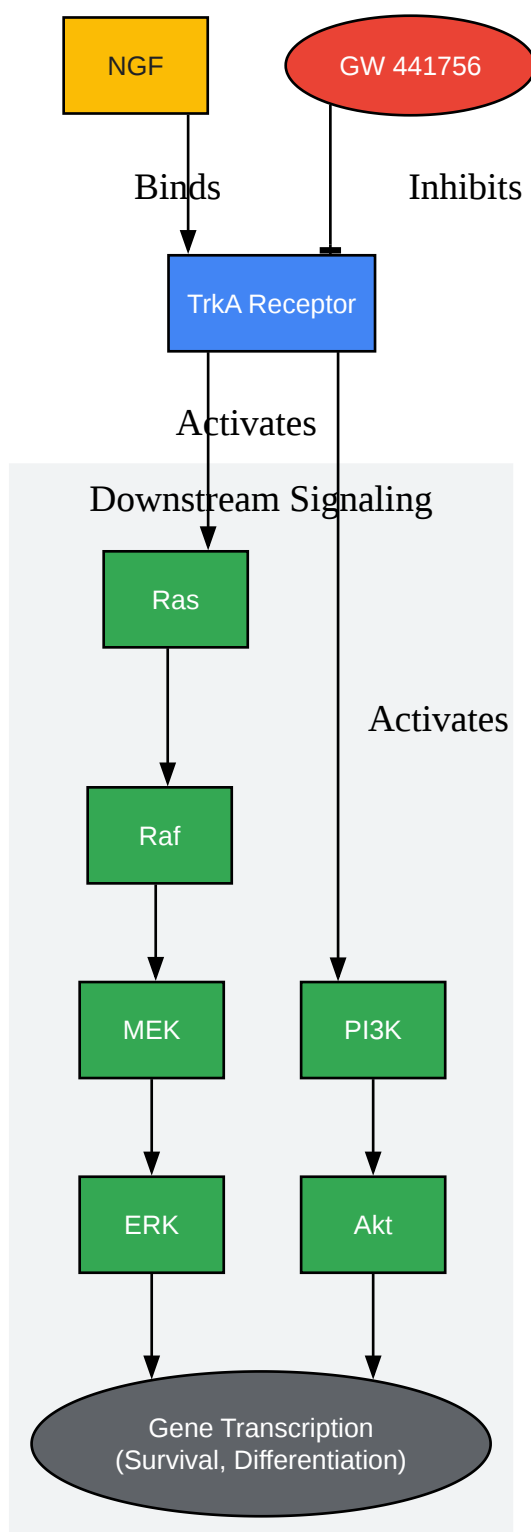 NGF
GW 441756
Binds
Inhibits
TrkA Receptor
Activates
Downstream Signaling
Ras
Activates
Raf
MEK
PI3K
ERK
Akt
Gene Transcription
(Survival, Differentiation)